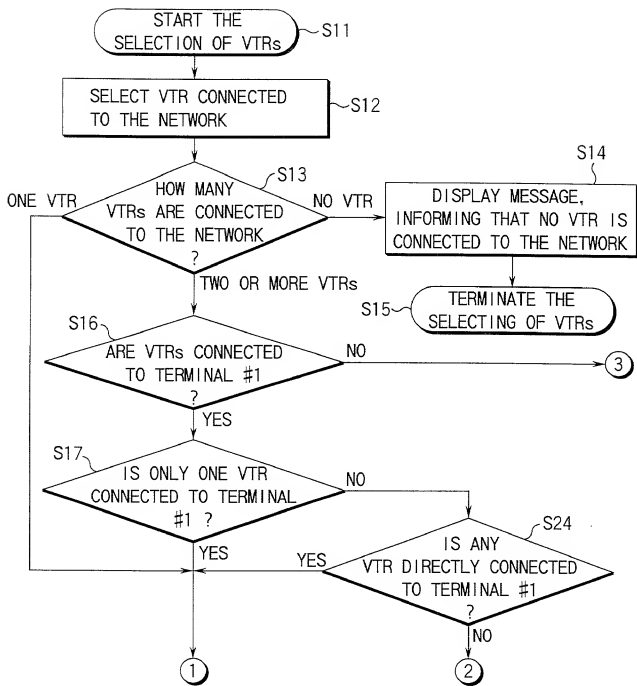 START THE
SELECTION OF VTRs
S11
SELECT VTR CONNECTED
TO THE NETWORK
S12
HOW MANY
VTRs ARE CONNECTED
TO THE NETWORK
?
S13
ONE VTR
NO VTR
TWO OR MORE VTRs
S14
DISPLAY MESSAGE,
INFORMING THAT NO VTR IS
CONNECTED TO THE NETWORK
S15
TERMINATE THE
SELECTING OF VTRs
S16
ARE VTRs CONNECTED
TO TERMINAL #1
?
NO
3
YES
S17
IS ONLY ONE VTR
CONNECTED TO TERMINAL
#1 ?
NO
YES
S24
IS ANY
VTR DIRECTLY CONNECTED
TO TERMINAL #1
?
YES
NO
1
2